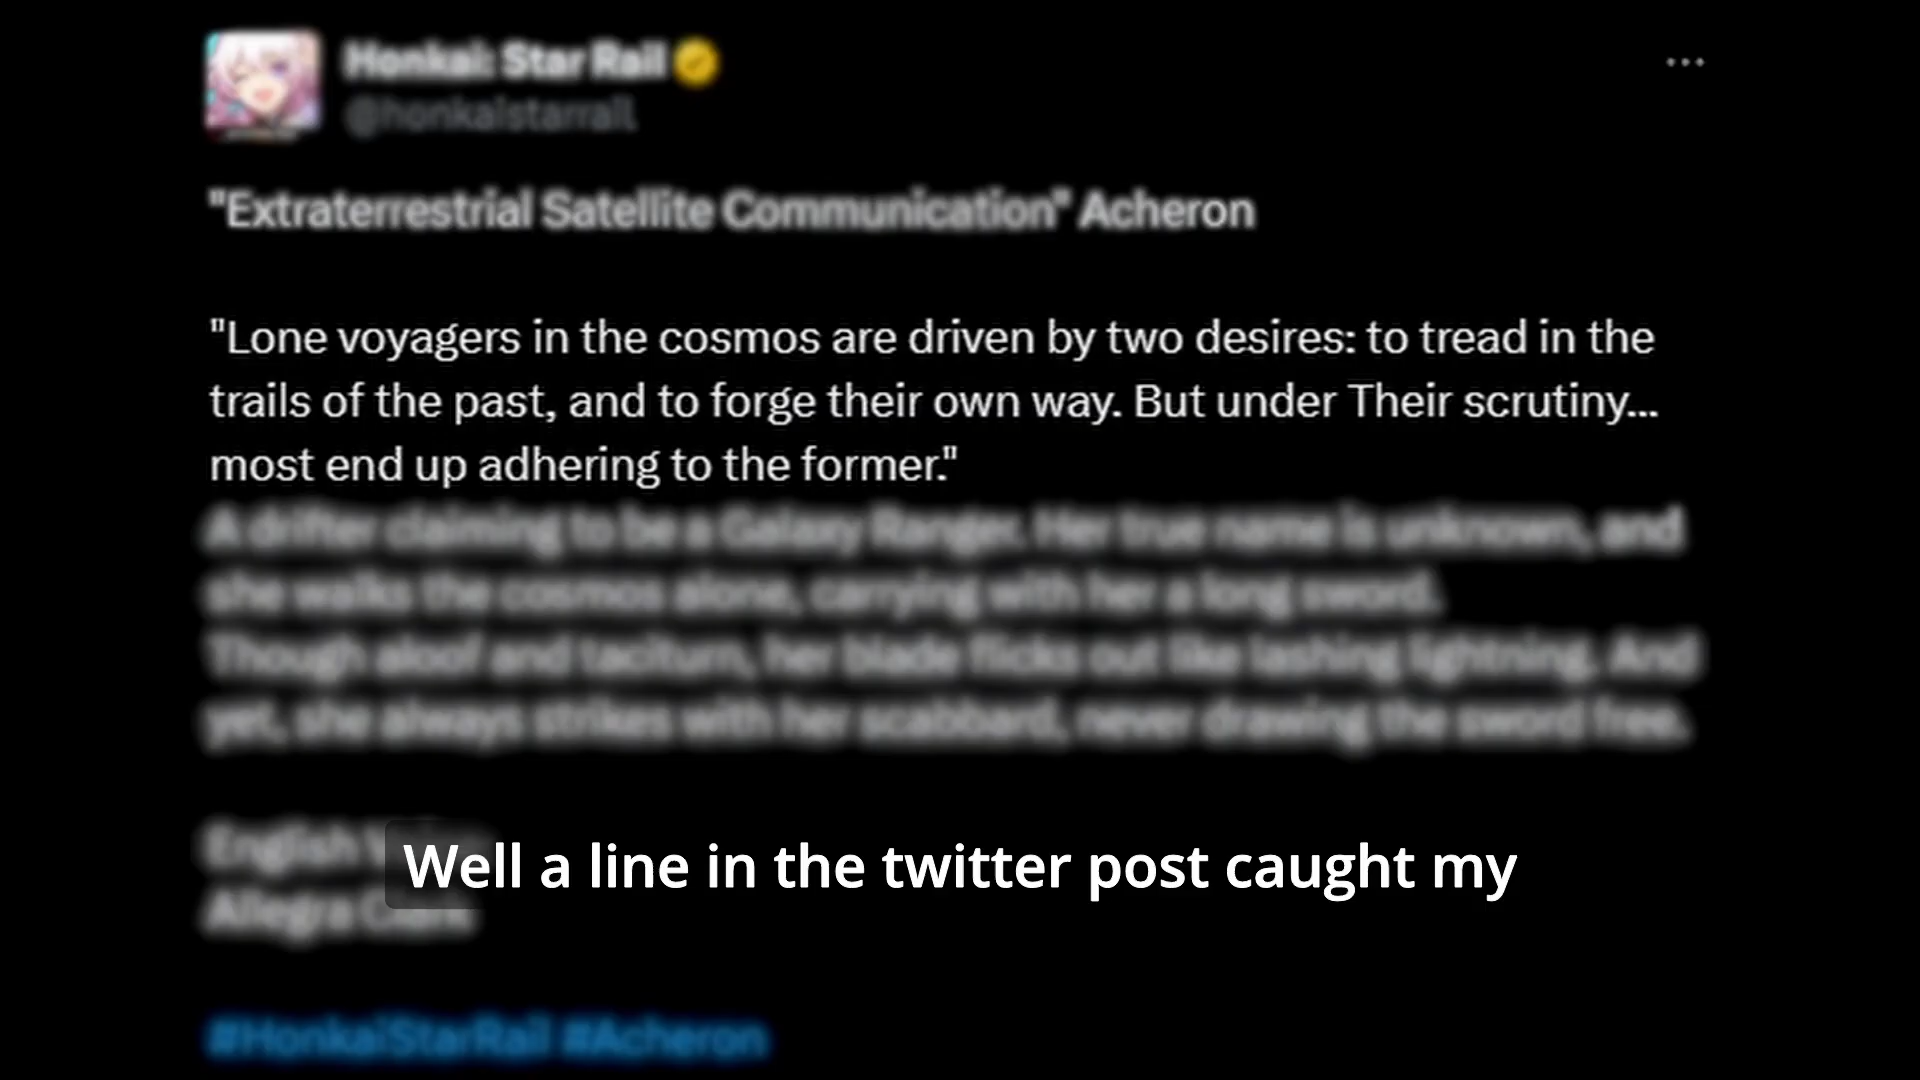 Honkai: Star Rail
@honkaistarrail
"Extraterrestrial Satellite Communication" Acheron
"Lone voyagers in the cosmos are driven by two desires: to tread in the
trails of the past, and to forge their own way. But under Their scrutiny...
most end up adhering to the former."
A drifter claiming to be a Galaxy Ranger. Her true name is unknown, and
she walks the cosmos alone, carrying with her a long sword.
Though aloof and taciturn, her blade flicks out like lashing lightning. And
yet, she always strikes with her scabbard, never drawing the sword free.
English
Well a line in the twitter post caught my
Allegra Clark
#HonkaiStarRail #Acheron